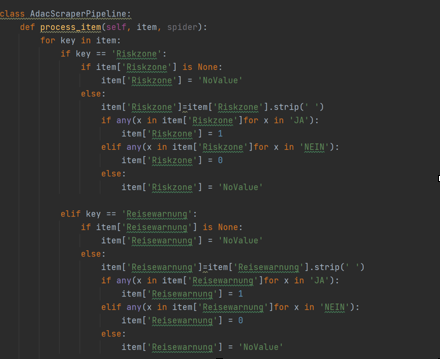 class AdacScraperPipeline:
    def process_item(self, item, spider):
        for key in item:
            if key == 'Riskzone':
                if item['Riskzone'] is None:
                    item['Riskzone'] = 'NoValue'
                else:
                    item['Riskzone']=item['Riskzone'].strip(' ')
                    if any(x in item['Riskzone']for x in 'JA'):
                        item['Riskzone'] = 1
                    elif any(x in item['Riskzone']for x in 'NEIN'):
                        item['Riskzone'] = 0
                    else:
                        item['Riskzone'] = 'NoValue'
            elif key == 'Reisewarnung':
                if item['Reisewarnung'] is None:
                    item['Reisewarnung'] = 'NoValue'
                else:
                    item['Reisewarnung']=item['Reisewarnung'].strip(' ')
                    if any(x in item['Reisewarnung']for x in 'JA'):
                        item['Reisewarnung'] = 1
                    elif any(x in item['Reisewarnung']for x in 'NEIN'):
                        item['Reisewarnung'] = 0
                    else:
                        item['Reisewarnung'] = 'NoValue'